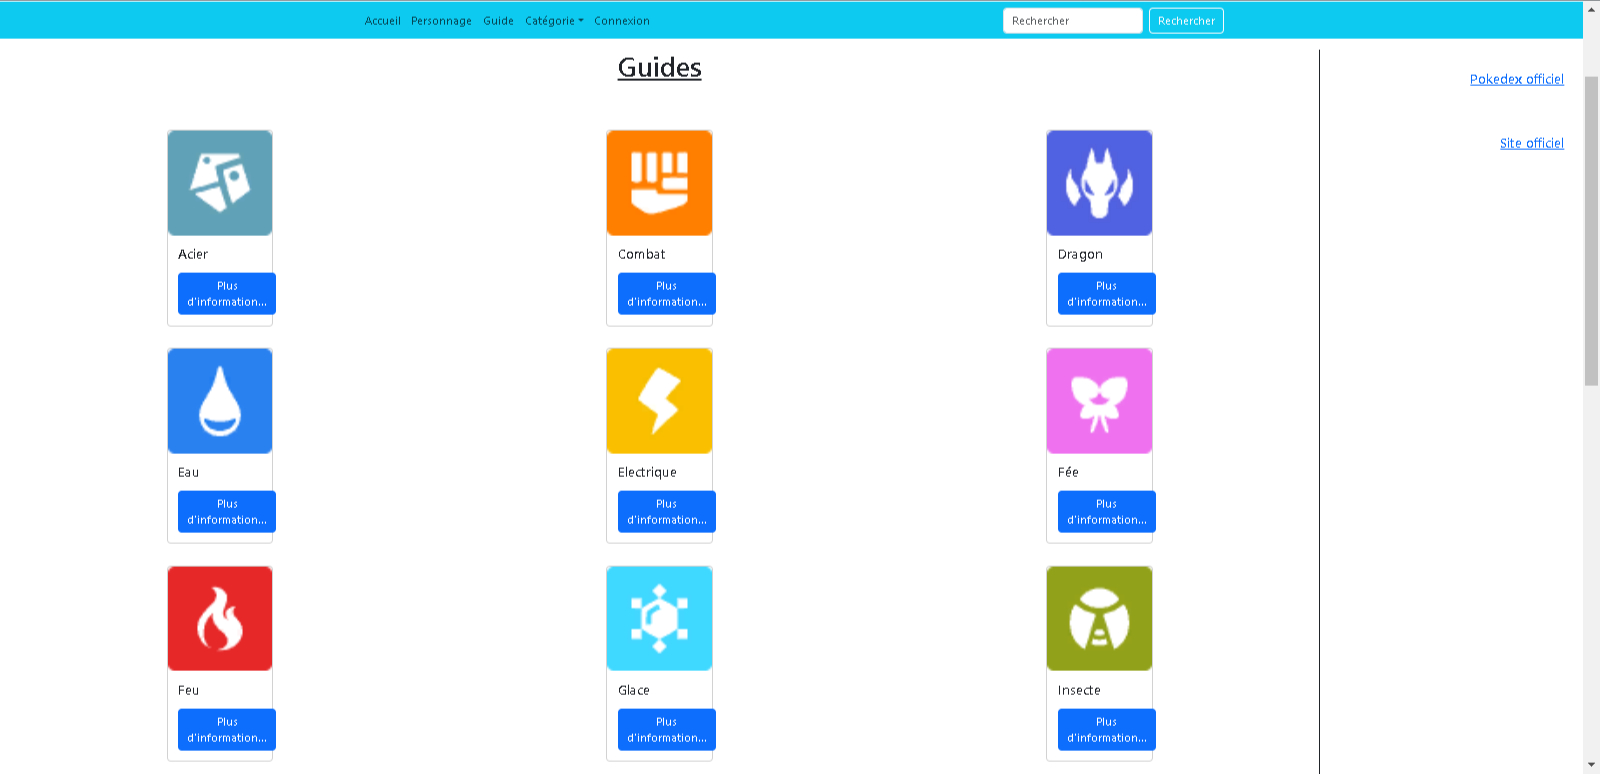 Accueil Personnage Guide Catégorie Connexion Rechercher Rechercher
Guides
Pokedex officiel
Site officiel
Acier Combat Dragon
Plus Plus Plus
d'information... d'information... d'information...
Eau Electrique Fée
Plus Plus Plus
d'information... d'information... d'information...
Feu Glace Insecte
Plus Plus Plus
d'information... d'information... d'information...